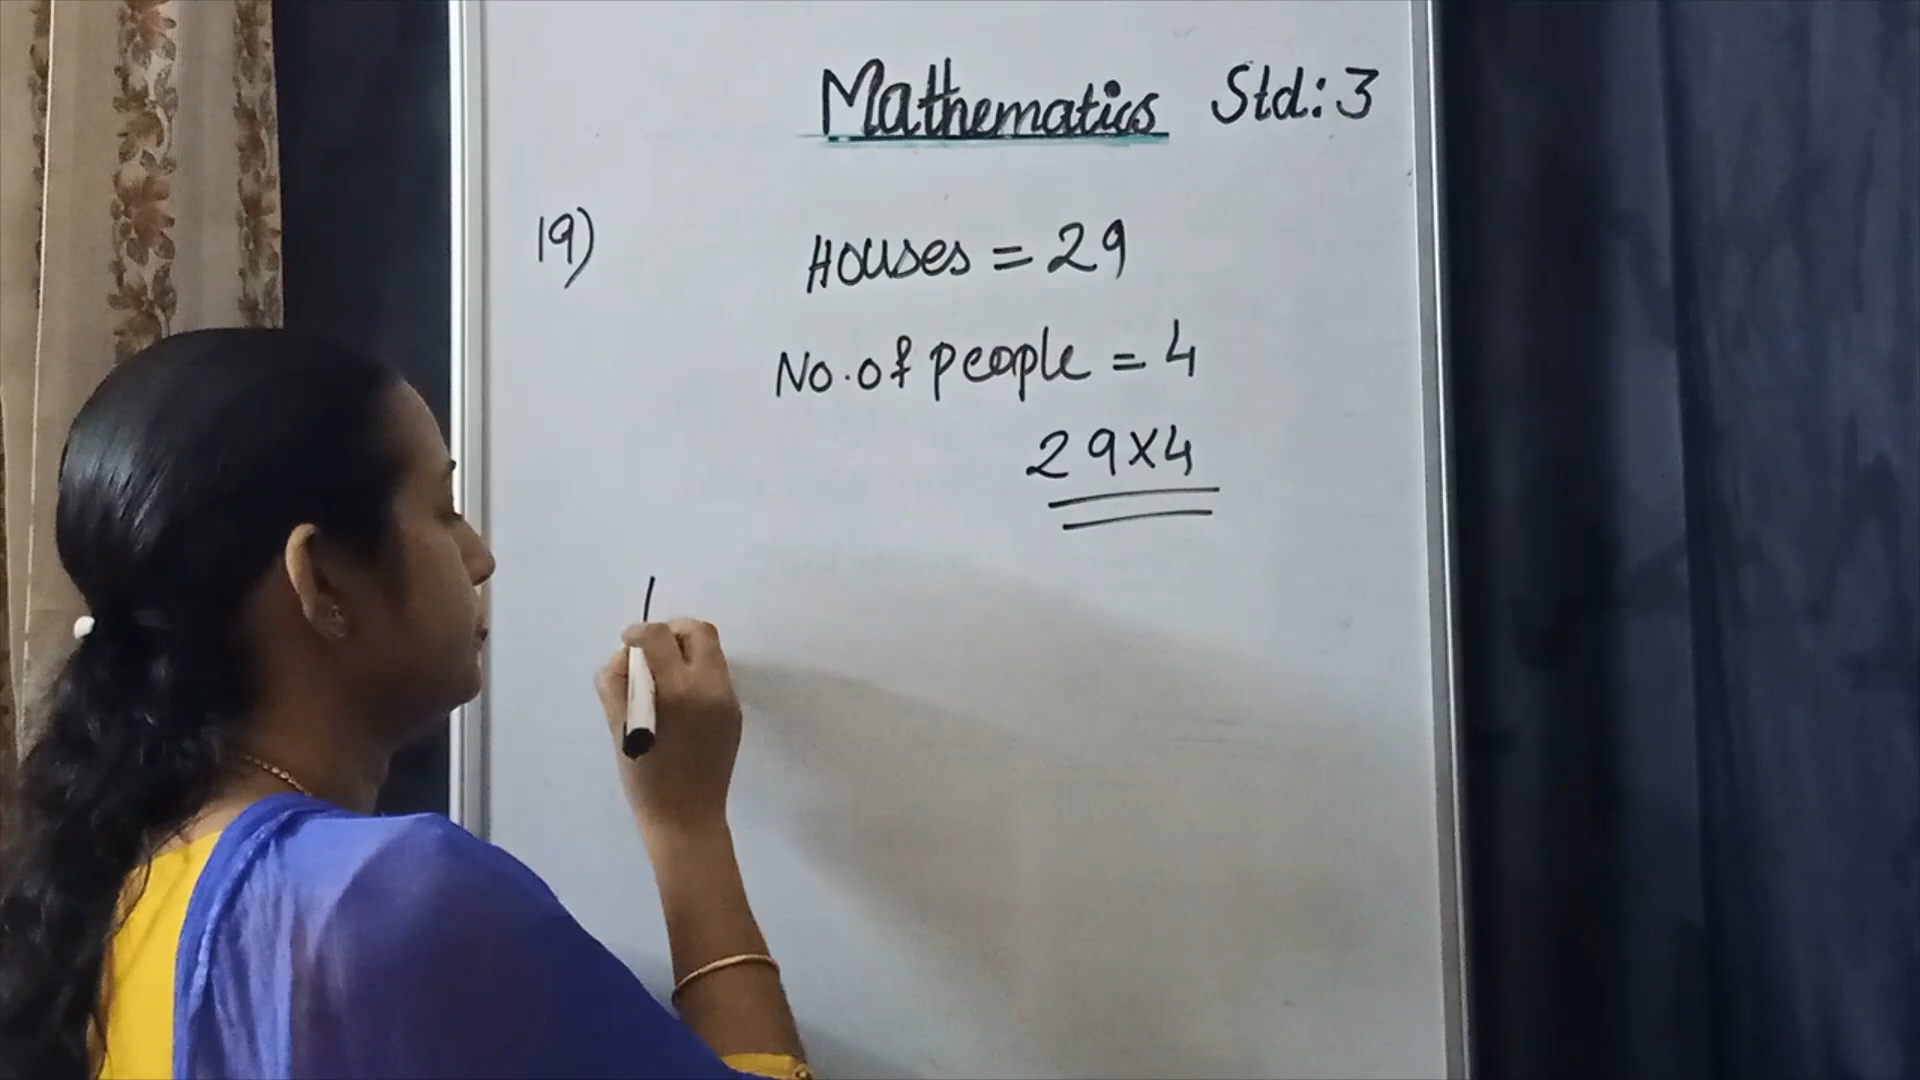 Mathematics Std: 3
19) Houses = 29
No. of people = 4
29x4